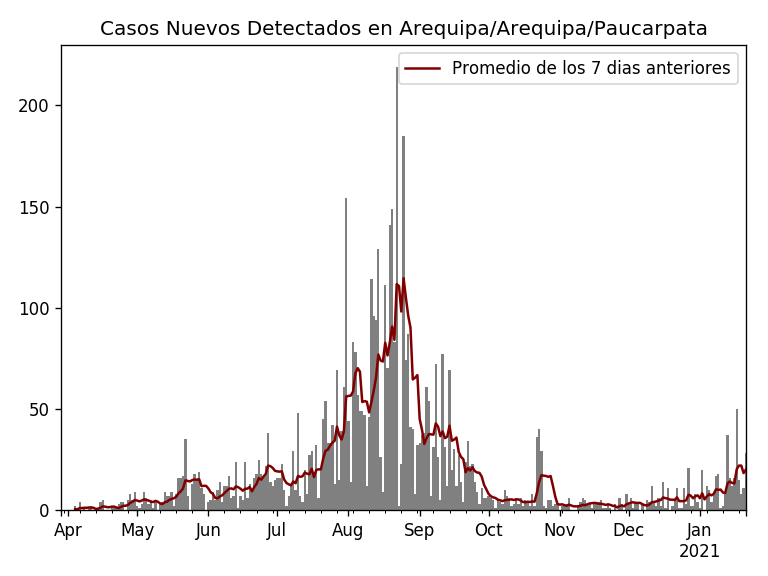 Casos Nuevos Detectados en Arequipa/Arequipa/Paucarpata
Promedio de los 7 dias anteriores
200
150
100
50
0
Apr May Jun Jul Aug Sep Oct Nov Dec Jan
2021